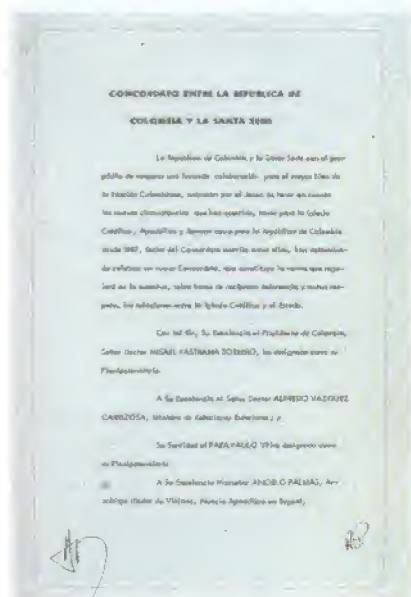 CONCORDATO ENTRE LA REPUBLICA DE
COLOMBIA Y LA SANTA SEDE
La República de Colombia y la Santa Sede con el pro-
pósito de asegurar una fecunda colaboración para el mayor bien de
la Nación Colombiana, animadas por el deseo de tener en cuenta
las nuevas circunstancias que han ocurrido, tanto para la Iglesia
Católica, Apostólica y Romana como para la República de Colombia
desde 1887, fecha del Concordato suscrito entre ellas, han
celebrar un nuevo Concordato, que constituye la norma que regu-
lará en lo sucesivo, sobre bases de recíproca deferencia y mutuo res-
peto, las relaciones entre la Iglesia Católica y el Estado.
Con tal fin, Su Excelencia el Presidente de Colombia,
Señor Doctor MISAEL PASTRANA BORRERO, ha designado como su
Plenipotenciario
A Su Excelencia el Señor Doctor ALFREDO VAZQUEZ
CARRIZOSA, Ministro de Relaciones Exteriores; y
Su Santidad el PAPA PAULO VI ha designado como
su Plenipotenciario
A Su Excelencia Monseñor ANGELO PALMAS, Ar-
zobispo titular de Vibiana, Nuncio Apostólico en Bogotá,